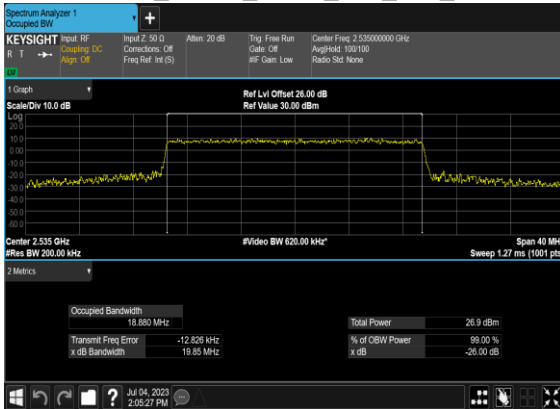 Spectrum Analyzer 1
Occupied BW
+
KEYSIGHT
R T
LV
Input: RF
Coupling: DC
Align: Off
Input Z: 50 Ω
Corrections: Off
Freq Ref: Int (S)
Atten: 20 dB
Trig: Free Run
Gate: Off
#IF Gain: Low
Center Freq: 2.535000000 GHz
Avg|Hold: 100/100
Radio Std: None
1 Graph
Scale/Div 10.0 dB
Ref Lvl Offset 26.00 dB
Ref Value 30.00 dBm
Log
20.0
10.0
0.00
-10.0
-20.0
-30.0
-40.0
-50.0
-60.0
Center 2.535 GHz
#Res BW 200.00 kHz
#Video BW 620.00 kHz*
Span 40 MH
Sweep 1.27 ms (1001 pts
2 Metrics
Occupied Bandwidth
18.880 MHz
Transmit Freq Error -12.826 kHz
x dB Bandwidth 19.85 MHz
Total Power 26.9 dBm
% of OBW Power 99.00 %
x dB -26.00 dB
?
Jul 04, 2023
2:05:27 PM